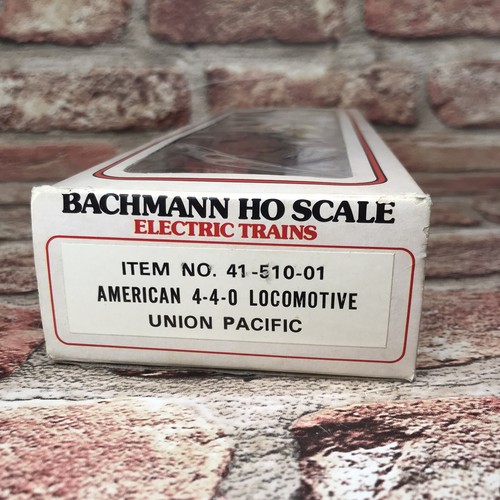 BACHMANN HO SCALE
ELECTRIC TRAINS
ITEM NO. 41-510-01
AMERICAN 4-4-0 LOCOMOTIVE
UNION PACIFIC